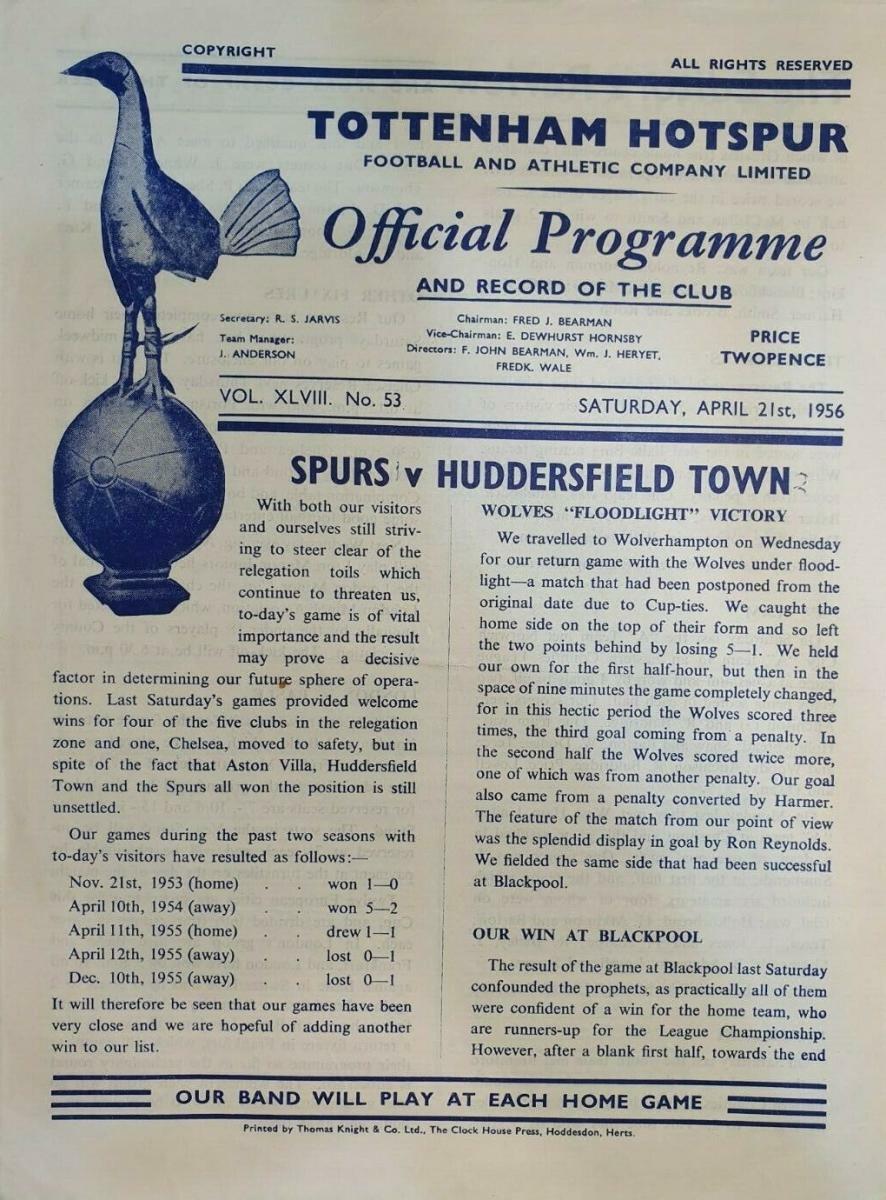 COPYRIGHT
ALL RIGHTS RESERVED
TOTTENHAM HOTSPUR
FOOTBALL AND ATHLETIC COMPANY LIMITED
Official Programme
AND RECORD OF THE CLUB
Secretary: R. S. JARVIS
Team Manager:
J. ANDERSON
Chairman: FRED J. BEARMAN
Vice-Chairman: E. DEWHURST HORNSBY
Directors: F. JOHN BEARMAN, Wm. J. HERYET,
FREDK. WALE
PRICE
TWOPENCE
VOL. XLVIII. No. 53
SATURDAY, APRIL 21st, 1956
SPURS v HUDDERSFIELD TOWN
With both our visitors
and ourselves still striv-
ing to steer clear of the
relegation toils which
continue to threaten us,
to-day's game is of vital
importance and the result
may prove a decisive
factor in determining our future sphere of opera-
tions. Last Saturday's games provided welcome
wins for four of the five clubs in the relegation
zone and one, Chelsea, moved to safety, but in
spite of the fact that Aston Villa, Huddersfield
Town and the Spurs all won the position is still
unsettled.
Our games during the past two seasons with
to-day's visitors have resulted as follows:—
Nov. 21st, 1953 (home) . . won 1—0
April 10th, 1954 (away) . . won 5—2
April 11th, 1955 (home) . . drew 1—1
April 12th, 1955 (away) . . lost 0—1
Dec. 10th, 1955 (away) . . lost 0—1
It will therefore be seen that our games have been
very close and we are hopeful of adding another
win to our list.
WOLVES “FLOODLIGHT” VICTORY
We travelled to Wolverhampton on Wednesday
for our return game with the Wolves under flood-
light—a match that had been postponed from the
original date due to Cup-ties. We caught the
home side on the top of their form and so left
the two points behind by losing 5—1. We held
our own for the first half-hour, but then in the
space of nine minutes the game completely changed,
for in this hectic period the Wolves scored three
times, the third goal coming from a penalty. In
the second half the Wolves scored twice more,
one of which was from another penalty. Our goal
also came from a penalty converted by Harmer.
The feature of the match from our point of view
was the splendid display in goal by Ron Reynolds.
We fielded the same side that had been successful
at Blackpool.
OUR WIN AT BLACKPOOL
The result of the game at Blackpool last Saturday
confounded the prophets, as practically all of them
were confident of a win for the home team, who
are runners-up for the League Championship.
However, after a blank first half, towards the end
OUR BAND WILL PLAY AT EACH HOME GAME
Printed by Thomas Knight & Co. Ltd., The Clock House Press, Hoddesdon, Herts.